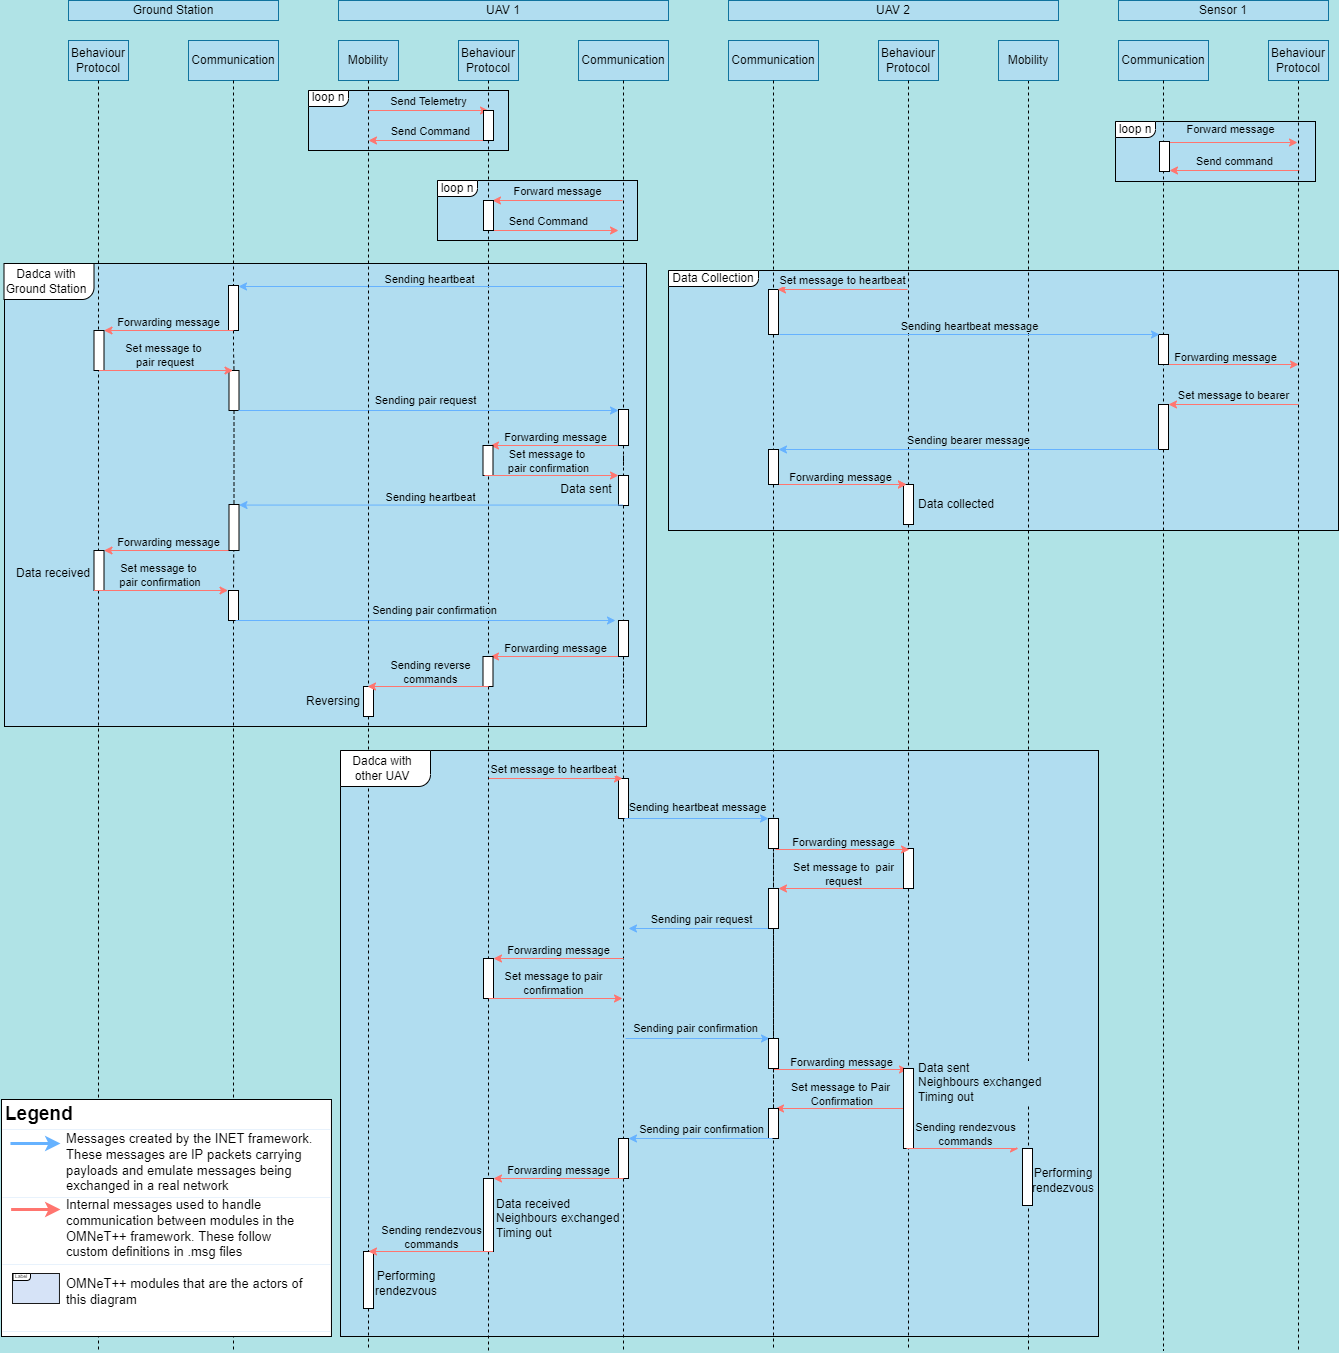 Ground Station
UAV 1
UAV 2
Sensor 1
Behaviour
Protocol
Communication
Mobility
Behaviour
Protocol
Communication
Communication
Behaviour
Protocol
Mobility
Communication
Behaviour
Protocol
loop n
Send Telemetry
Send Command
loop n
Forward message
Send command
loop n
Forward message
Send Command
Dadca with
Ground Station
Sending heartbeat
Forwarding message
Set message to
pair request
Sending pair request
Forwarding message
Set message to
pair confirmation
Data sent
Sending heartbeat
Forwarding message
Data received
Set message to
pair confirmation
Sending pair confirmation
Forwarding message
Sending reverse
commands
Reversing
Data Collection
Set message to heartbeat
Sending heartbeat message
Forwarding message
Set message to bearer
Sending bearer message
Forwarding message
Data collected
Dadca with
other UAV
Set message to heartbeat
Sending heartbeat message
Forwarding message
Set message to  pair
request
Sending pair request
Forwarding message
Set message to pair
confirmation
Sending pair confirmation
Forwarding message
Data sent
Neighbours exchanged
Timing out
Set message to Pair
Confirmation
Sending pair confirmation
Sending rendezvous
commands
Performing
rendezvous
Forwarding message
Data received
Neighbours exchanged
Timing out
Sending rendezvous
commands
Performing
rendezvous
Legend
Messages created by the INET framework.
These messages are IP packets carrying
payloads and emulate messages being
exchanged in a real network
Internal messages used to handle
communication between modules in the
OMNeT++ framework. These follow
custom definitions in .msg files
Label
OMNeT++ modules that are the actors of
this diagram